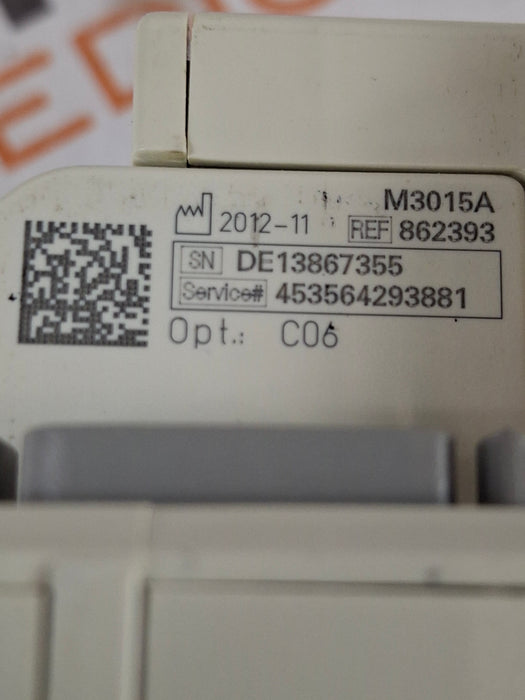 M3015A
2012-11 REF 862393
SN DE13867355
Service# 453564293881
Opt.: C06